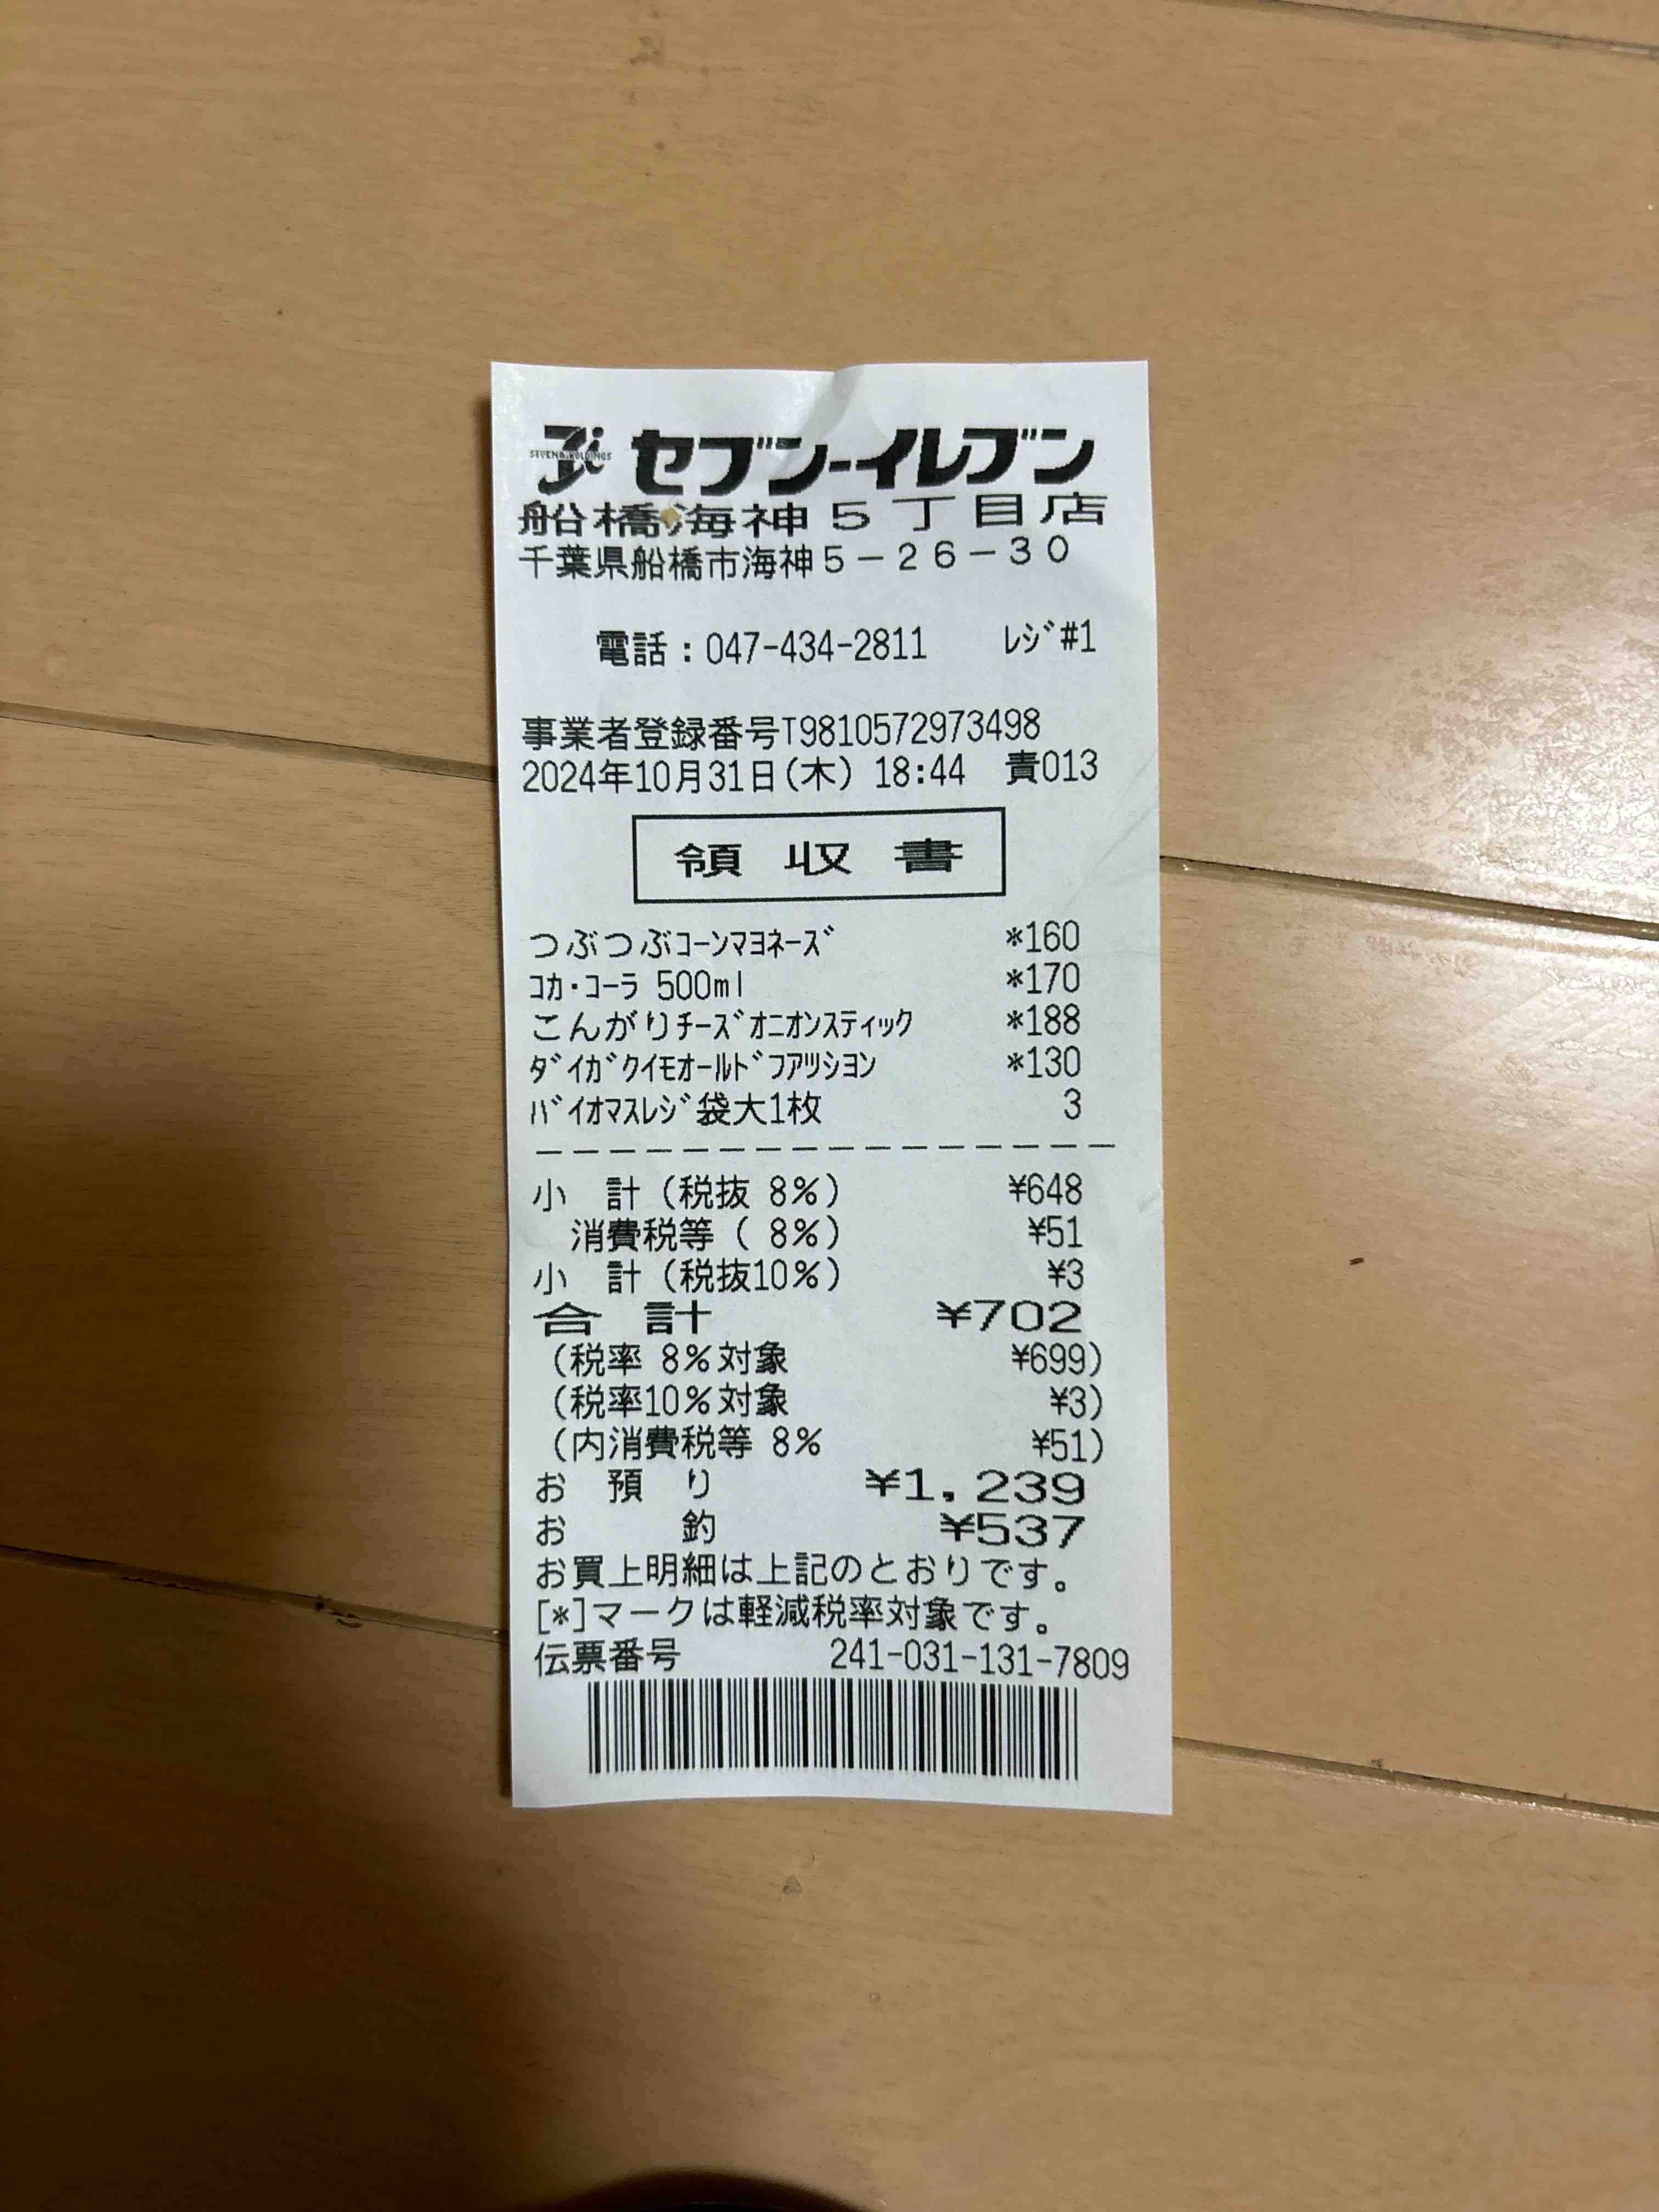 SEVEN&i HOLDINGS セブン-イレブン
船橋海神5丁目店
千葉県船橋市海神5-26-30
電話：047-434-2811 ﾚｼﾞ#1
事業者登録番号T9810572973498
2024年10月31日(木) 18:44 責013
領収書
つぶつぶｺｰﾝﾏﾖﾈｰｽﾞ *160
ｺｶ･ｺｰﾗ 500ml *170
こんがりﾁｰｽﾞｵﾆｵﾝｽﾃｨｯｸ *188
ﾀﾞｲｶﾞｸｲﾓｵｰﾙﾄﾞﾌｱﾂｼﾖﾝ *130
ﾊﾞｲｵﾏｽﾚｼﾞ袋大1枚 3
小 計(税抜 8%) ¥648
消費税等( 8%) ¥51
小 計(税抜10%) ¥3
合 計 ¥702
(税率 8%対象 ¥699)
(税率10%対象 ¥3)
(内消費税等 8% ¥51)
お 預 り ¥1,239
お 釣 ¥537
お買上明細は上記のとおりです。
[*]マークは軽減税率対象です。
伝票番号 241-031-131-7809